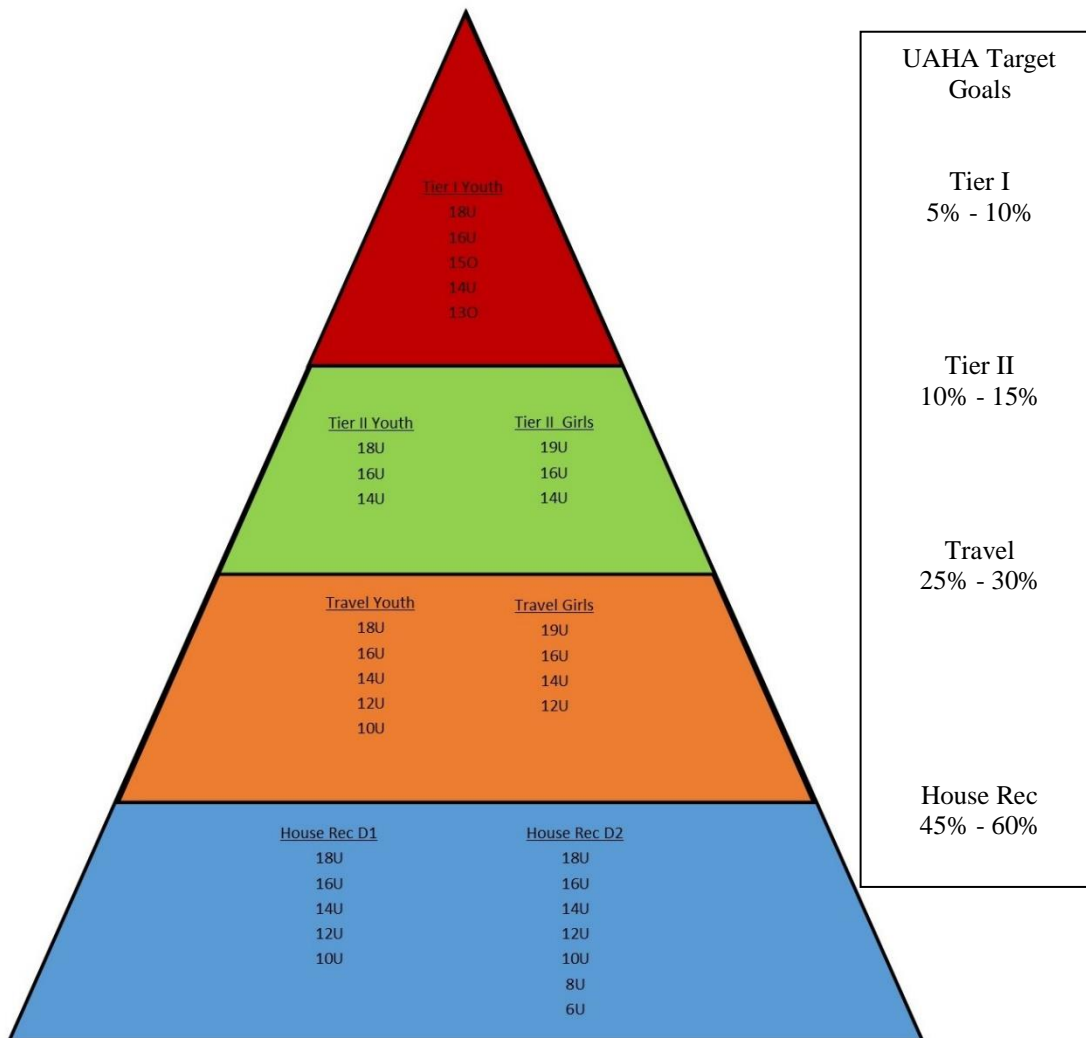 Tier I Youth
18U
16U
15O
14U
13O
Tier II Youth
18U
16U
14U
Tier II Girls
19U
16U
14U
Travel Youth
18U
16U
14U
12U
10U
Travel Girls
19U
16U
14U
12U
House Rec D1
18U
16U
14U
12U
10U
House Rec D2
18U
16U
14U
12U
10U
8U
6U
UAHA Target
Goals
Tier I
5% - 10%
Tier II
10% - 15%
Travel
25% - 30%
House Rec
45% - 60%